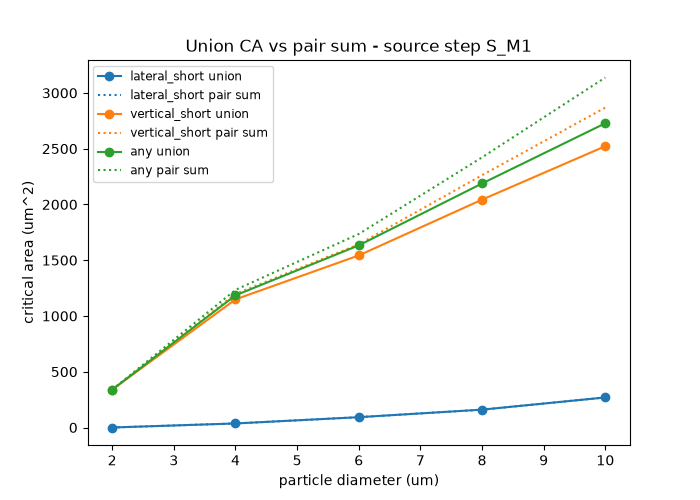 Union CA vs pair sum - source step S_M1
lateral_short union
lateral_short pair sum
vertical_short union
vertical_short pair sum
any union
any pair sum
3000
2500
2000
1500
1000
500
0
critical area (um^2)
2
3
4
5
6
7
8
9
10
particle diameter (um)